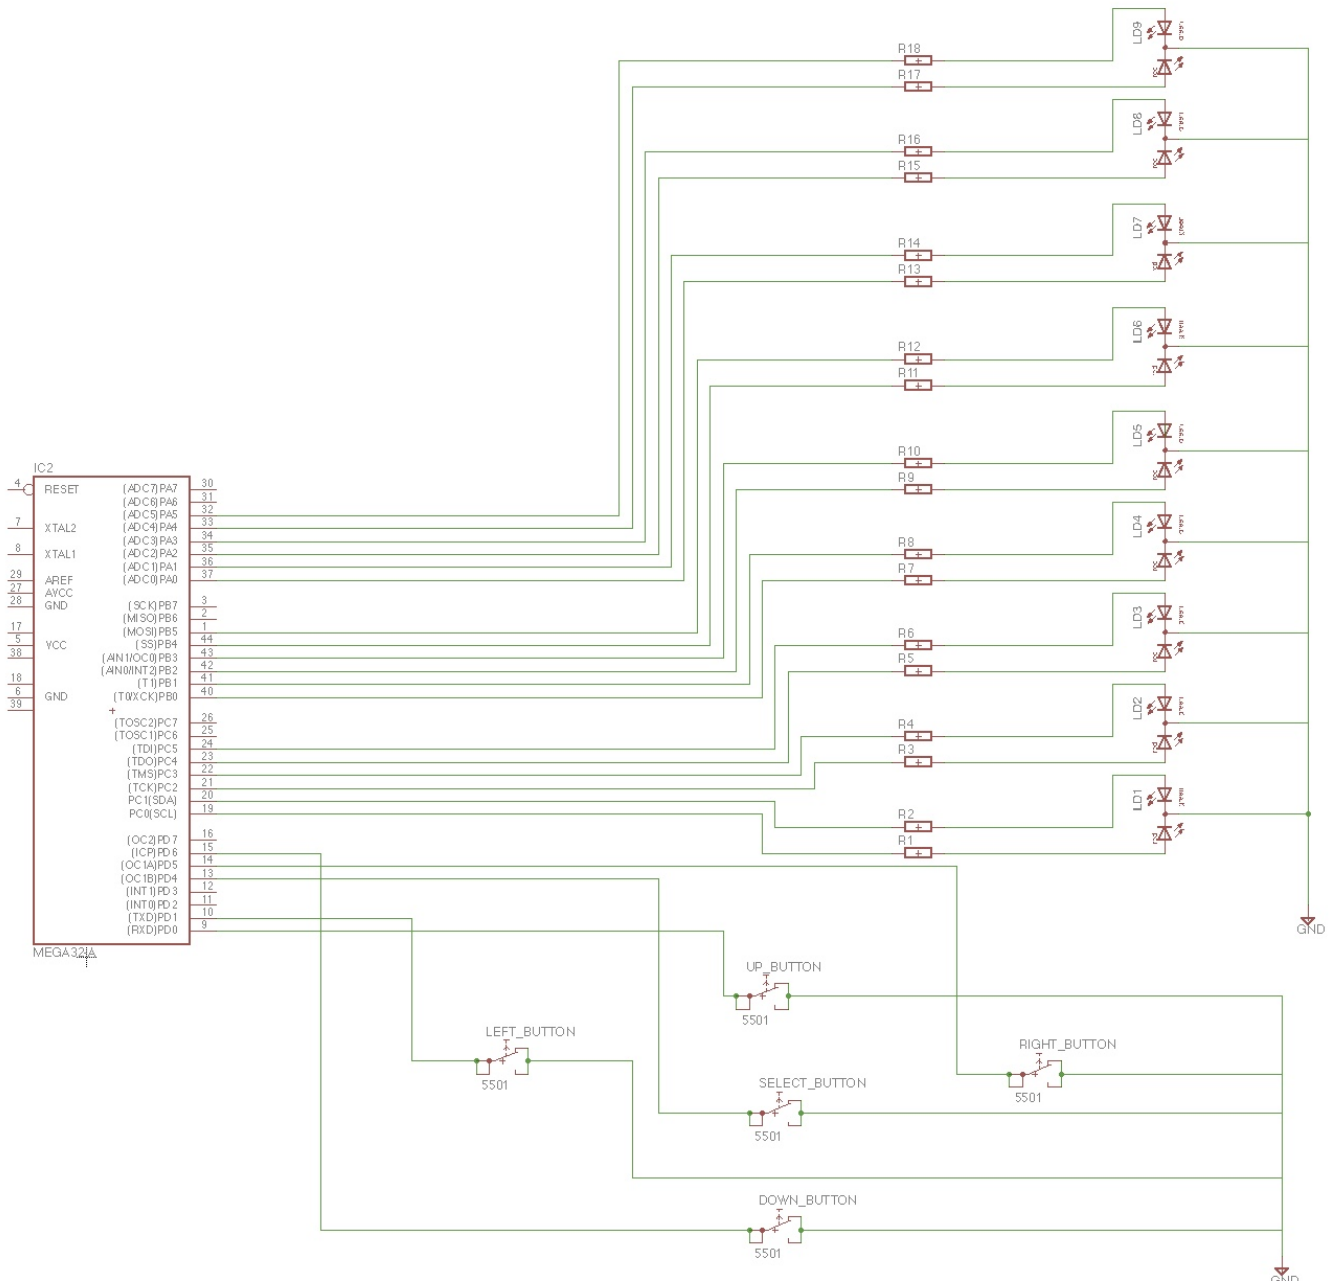 LD9
R18
R17
LD8
R16
R15
LD7
R14
R13
LD6
R12
R11
LD5
R10
R9
LD4
R8
R7
LD3
R6
R5
LD2
R4
R3
LD1
R2
R1
GND
IC2
4 RESET (ADC7)PA7 30
(ADC6)PA6 31
(ADC5)PA5 32
7 XTAL2 (ADC4)PA4 33
(ADC3)PA3 34
8 XTAL1 (ADC2)PA2 35
(ADC1)PA1 36
29 AREF (ADC0)PA0 37
27 AVCC
28 GND (SCK)PB7 3
(MISO)PB6 2
17 (MOSI)PB5 1
5 VCC (SS)PB4 44
38 (AIN1/OC0)PB3 43
(AIN0/INT2)PB2 42
18 (T1)PB1 41
6 GND (T0/XCK)PB0 40
39
(TOSC2)PC7 26
(TOSC1)PC6 25
(TDI)PC5 24
(TDO)PC4 23
(TMS)PC3 22
(TCK)PC2 21
PC1(SDA) 20
PC0(SCL) 19
(OC2)PD7 16
(ICP)PD6 15
(OC1A)PD5 14
(OC1B)PD4 13
(INT1)PD3 12
(INT0)PD2 11
(TXD)PD1 10
(RXD)PD0 9
MEGA32A
UP_BUTTON
5501
LEFT_BUTTON
5501
RIGHT_BUTTON
5501
SELECT_BUTTON
5501
DOWN_BUTTON
5501
GND